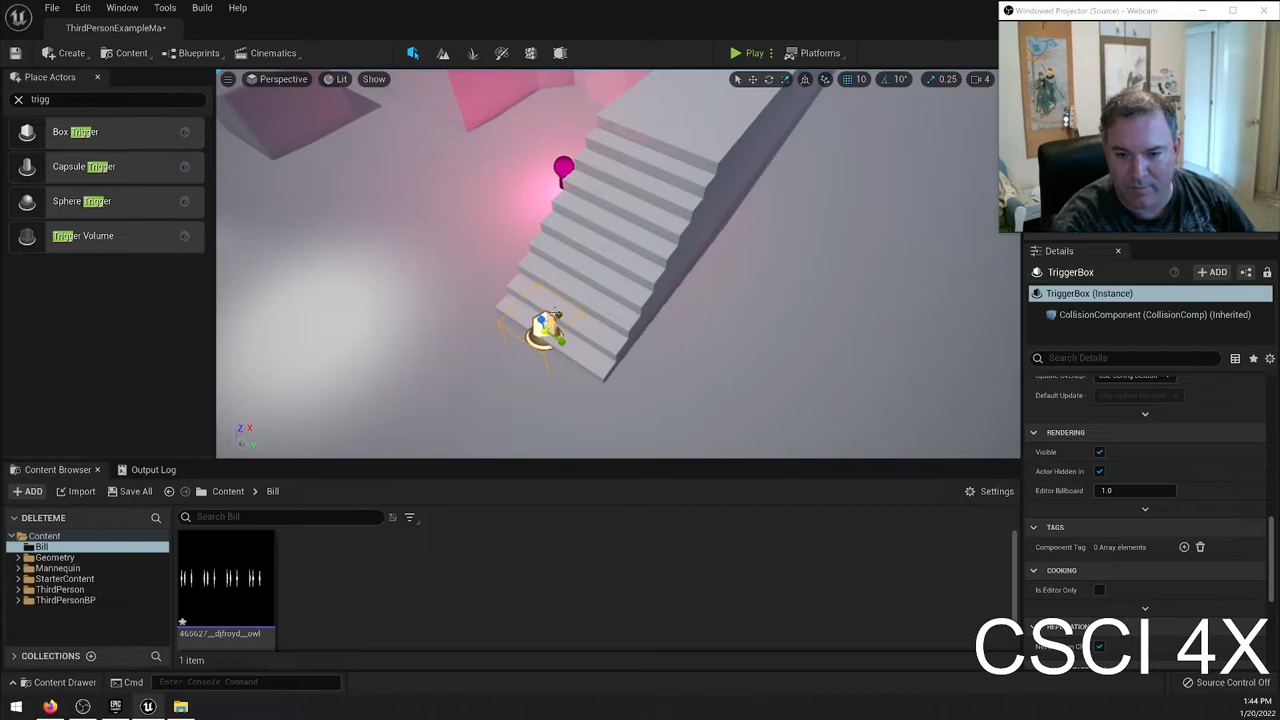 File Edit Window Tools Build Help
Windowed Projector (Source) - Webcam
ThirdPersonExampleMa*
Create Content Blueprints Cinematics Play Platforms
Place Actors
Perspective Lit Show 10 10° 0.25 4
trigg
Box Trigger
Capsule Trigger
Sphere Trigger
Trigger Volume
Details
TriggerBox
ADD
TriggerBox (Instance)
CollisionComponent (CollisionComp) (Inherited)
Search Details
Default Update
RENDERING
Visible
Actor Hidden In
Editor Billboard 1.0
TAGS
Component Tag 0 Array elements
COOKING
Is Editor Only
Z X
Y
Content Browser Output Log
ADD Import Save All Content Bill Settings
DELETEME
Search Bill
Content
Bill
Geometry
Mannequin
StarterContent
ThirdPerson
ThirdPersonBP
465627__djfroyd__owl
COLLECTIONS
1 item
CSCI 4X
Content Drawer Cmd Enter Console Command Source Control Off
1:44 PM
1/20/2022